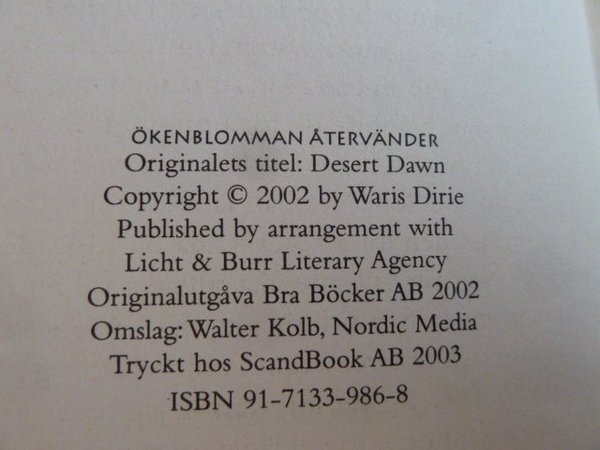 ÖKENBLOMMAN ÅTERVÄNDER
Originalets titel: Desert Dawn
Copyright © 2002 by Waris Dirie
Published by arrangement with
Licht & Burr Literary Agency
Originalutgåva Bra Böcker AB 2002
Omslag: Walter Kolb, Nordic Media
Tryckt hos ScandBook AB 2003
ISBN 91-7133-986-8